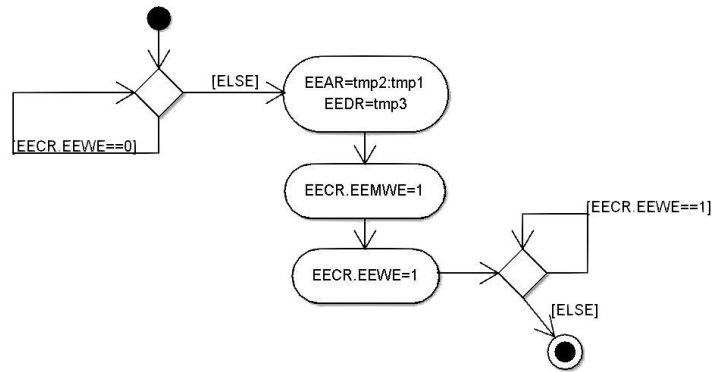 [ELSE]
EEAR=tmp2:tmp1
EEDR=tmp3
[EECR.EEWE==0]
EECR.EEMWE=1
[EECR.EEWE==1]
EECR.EEWE=1
[ELSE]